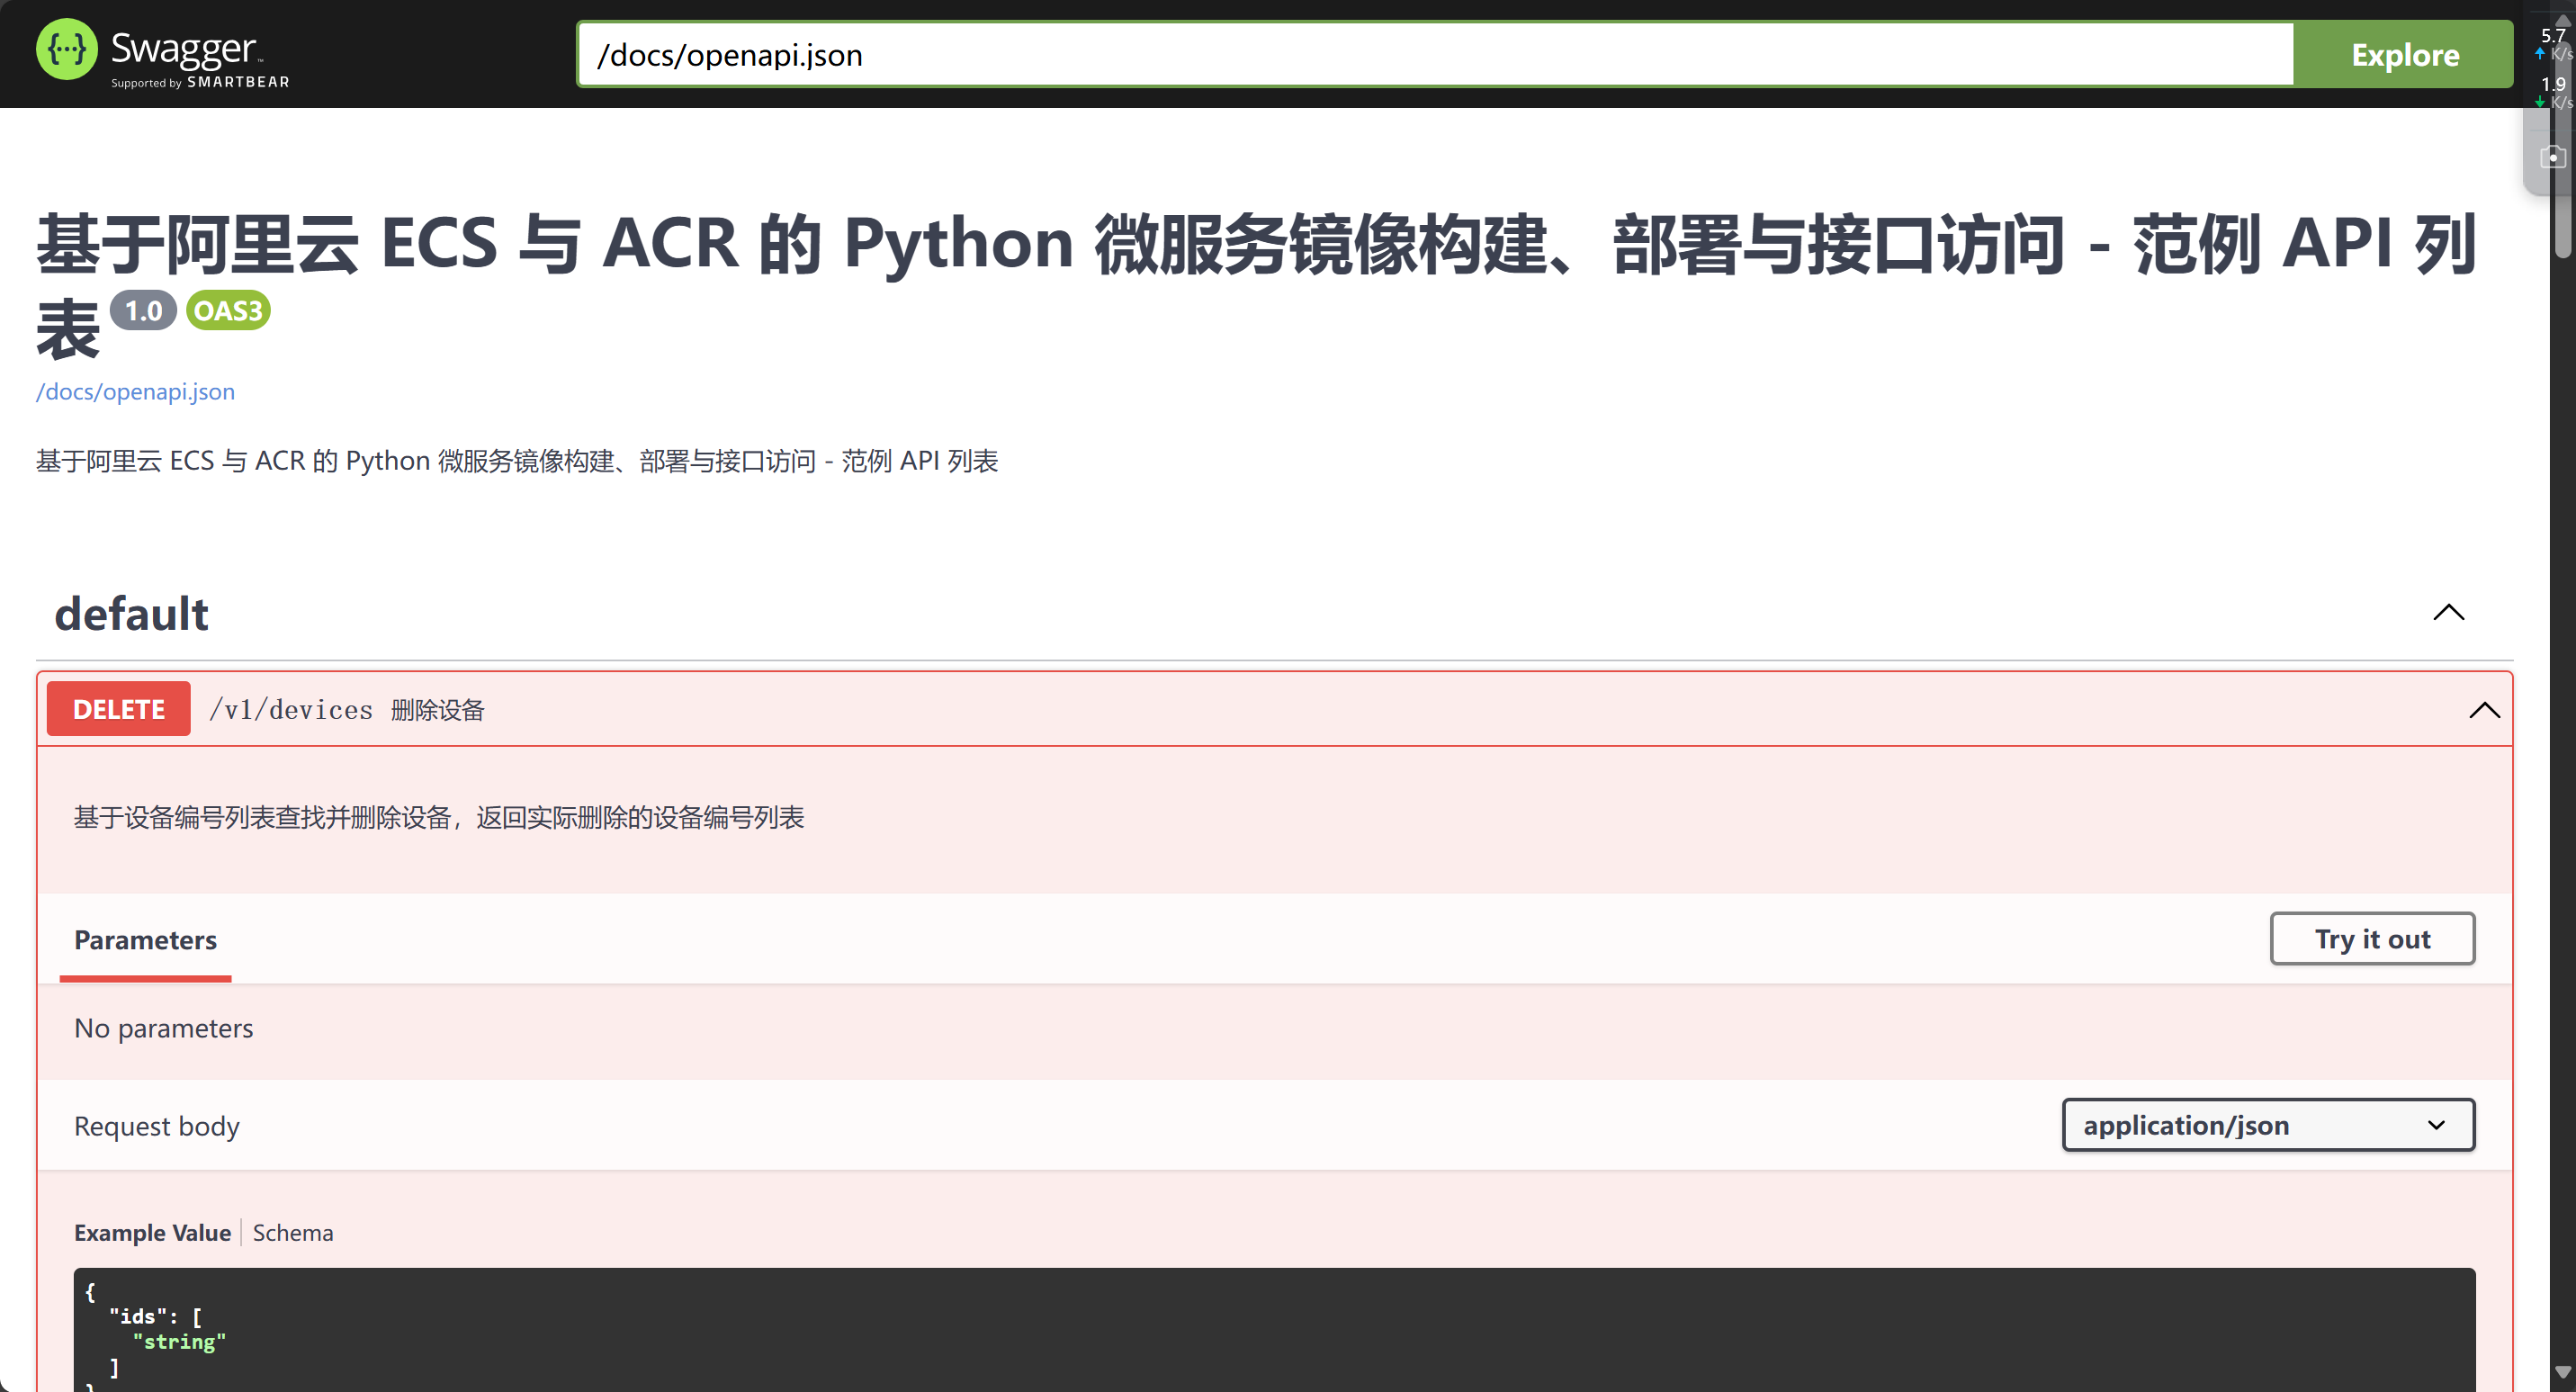 {···} Swagger™
Supported by SMARTBEAR
/docs/openapi.json
Explore
5.7
K/s
1.9
K/s
基于阿里云 ECS 与 ACR 的 Python 微服务镜像构建、部署与接口访问 - 范例 API 列
表 1.0 OAS3
/docs/openapi.json
基于阿里云 ECS 与 ACR 的 Python 微服务镜像构建、部署与接口访问 - 范例 API 列表
default
DELETE /v1/devices 删除设备
基于设备编号列表查找并删除设备，返回实际删除的设备编号列表
Parameters
Try it out
No parameters
Request body
application/json
Example Value Schema
{
"ids": [
"string"
]
}